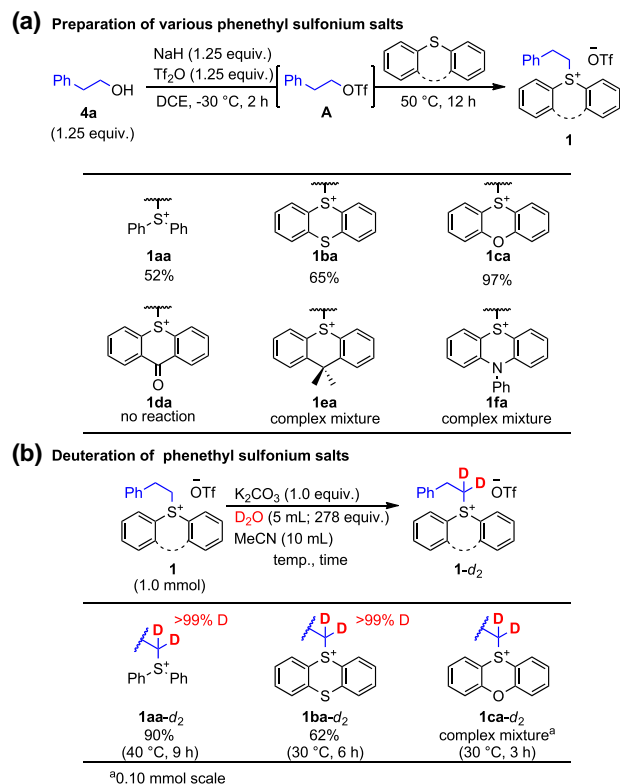 (a) Preparation of various phenethyl sulfonium salts
Ph OH
4a
(1.25 equiv.)
NaH (1.25 equiv.)
Tf₂O (1.25 equiv.)
DCE, -30 °C, 2 h
Ph OTf
A
S
50 °C, 12 h
Ph S⁺ ⁻OTf
1
Ph S⁺ Ph
1aa
52%
S⁺ S
1ba
65%
S⁺ O
1ca
97%
S⁺ O
1da
no reaction
S⁺
1ea
complex mixture
S⁺ N Ph
1fa
complex mixture
(b) Deuteration of phenethyl sulfonium salts
Ph S⁺ ⁻OTf
1
(1.0 mmol)
K₂CO₃ (1.0 equiv.)
D₂O (5 mL; 278 equiv.)
MeCN (10 mL)
temp., time
Ph D D S⁺ ⁻OTf
1-d₂
D D >99% D
Ph S⁺ Ph
1aa-d₂
90%
(40 °C, 9 h)
D D >99% D
S⁺ S
1ba-d₂
62%
(30 °C, 6 h)
D D
S⁺ O
1ca-d₂
complex mixtureᵃ
(30 °C, 3 h)
ᵃ0.10 mmol scale